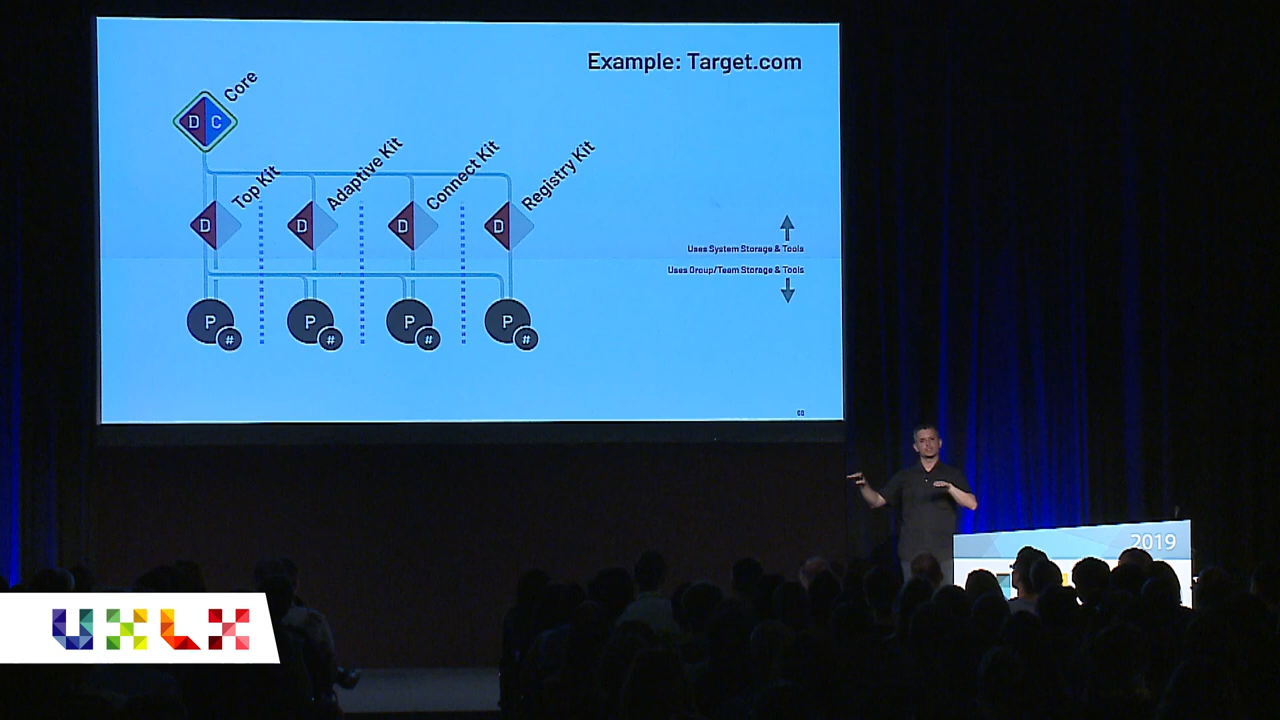 Example: Target.com
Core
D C
Top Kit
Adaptive Kit
Connect Kit
Registry Kit
D
D
D
D
Uses System Storage & Tools
Uses Group/Team Storage & Tools
P
#
P
#
P
#
P
#
2019
UXLX